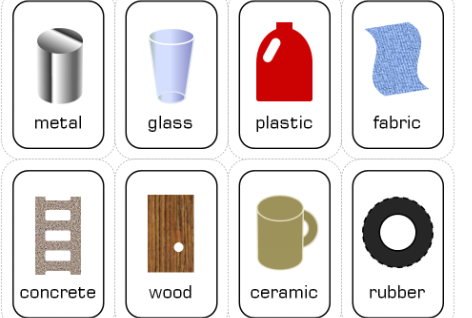 metal glass plastic fabric
concrete wood ceramic rubber